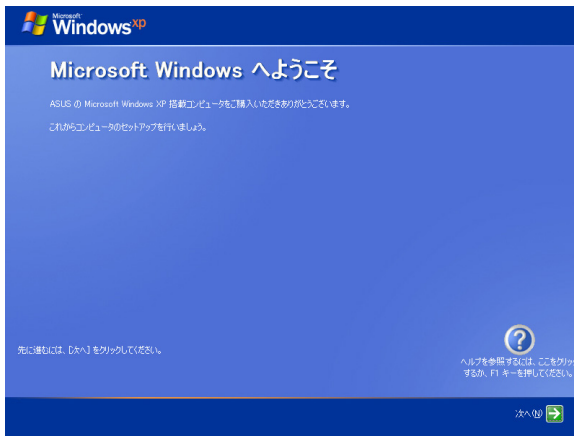 Microsoft
Windows xp
Microsoft Windows へようこそ
ASUS の Microsoft Windows XP 搭載コンピュータをご購入いただきありがとうございます。
これからコンピュータのセットアップを行いましょう。
先に進むには、[次へ] をクリックしてください。
?
ヘルプを参照するには、ここをクリッ
するか、F1 キーを押してください。
次へ(N)